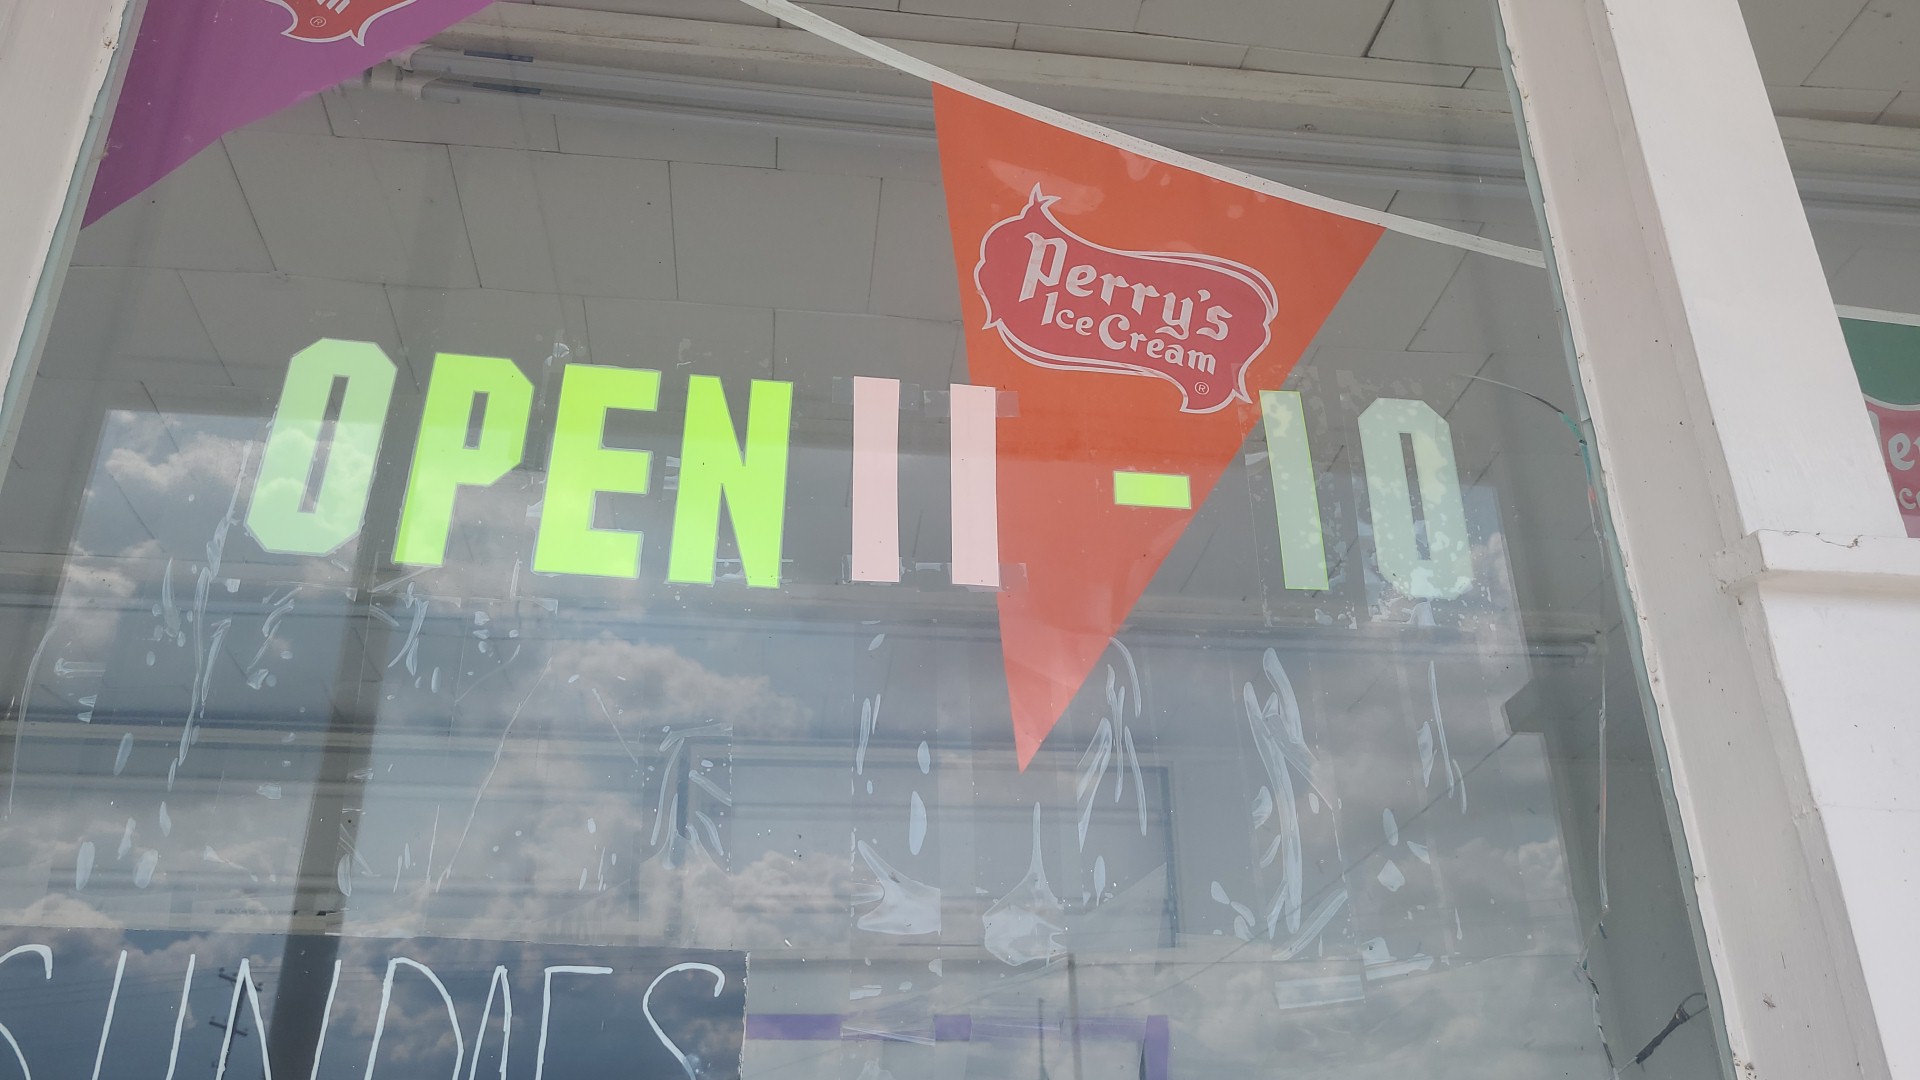 Perry's
Ice Cream
®
OPEN 11 - 10
SUNDAES